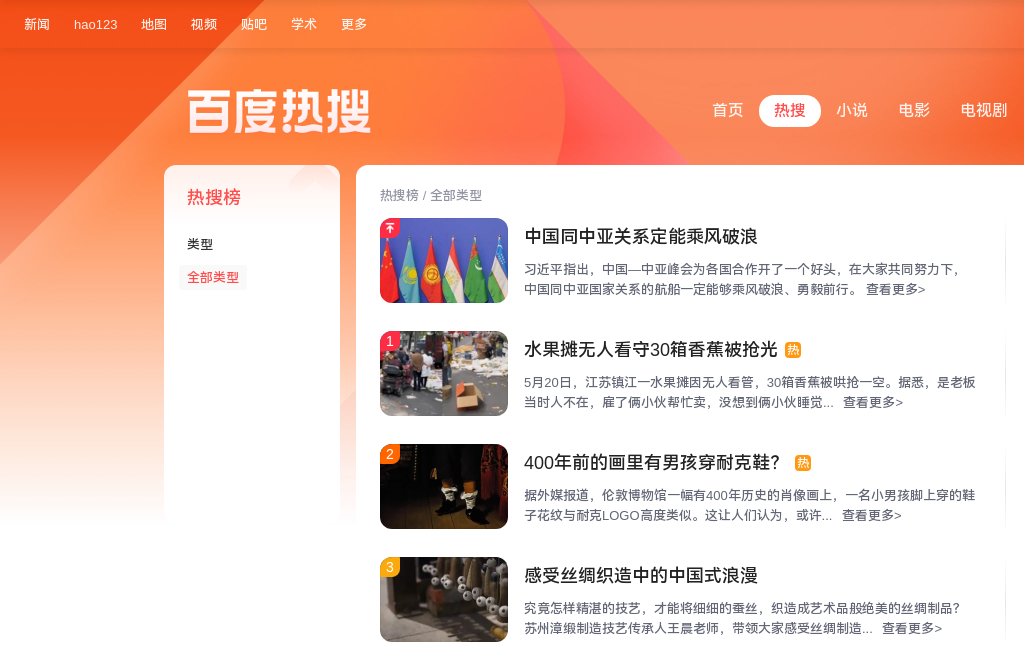 新闻 hao123 地图 视频 贴吧 学术 更多
百度热搜
首页 热搜 小说 电影 电视剧
热搜榜
类型
全部类型
热搜榜 / 全部类型
中国同中亚关系定能乘风破浪
习近平指出，中国—中亚峰会为各国合作开了一个好头，在大家共同努力下，
中国同中亚国家关系的航船一定能够乘风破浪、勇毅前行。 查看更多>
1
水果摊无人看守30箱香蕉被抢光 热
5月20日，江苏镇江一水果摊因无人看管，30箱香蕉被哄抢一空。据悉，是老板
当时人不在，雇了俩小伙帮忙卖，没想到俩小伙睡觉... 查看更多>
2
400年前的画里有男孩穿耐克鞋？ 热
据外媒报道，伦敦博物馆一幅有400年历史的肖像画上，一名小男孩脚上穿的鞋
子花纹与耐克LOGO高度类似。这让人们认为，或许... 查看更多>
3
感受丝绸织造中的中国式浪漫
究竟怎样精湛的技艺，才能将细细的蚕丝，织造成艺术品般绝美的丝绸制品？
苏州漳缎制造技艺传承人王晨老师，带领大家感受丝绸制造... 查看更多>